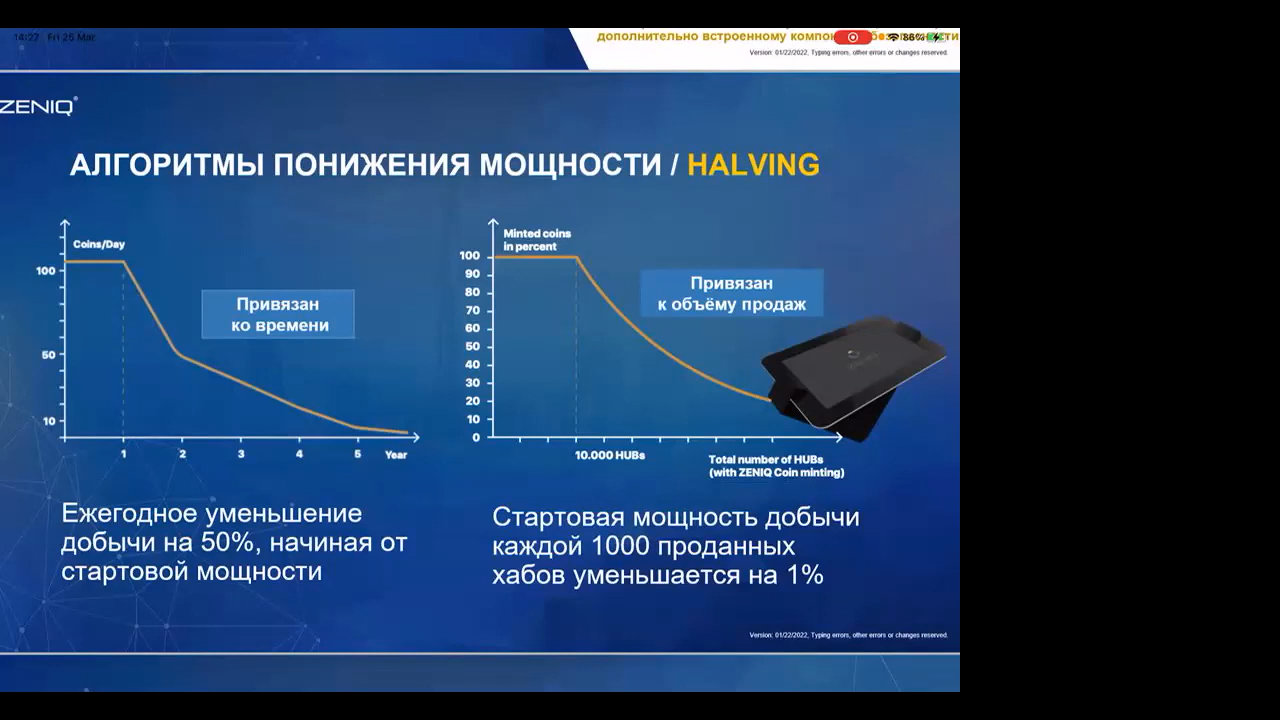 14:27 Fri 25 Mar
дополнительно встроенному
86%
Version: 01/22/2022, Typing errors, other errors or changes reserved.
ZENIQ®
АЛГОРИТМЫ ПОНИЖЕНИЯ МОЩНОСТИ / HALVING
Coins/Day
100
50
10
1 2 3 4 5 Year
Привязан
ко времени
Minted coins
in percent
100
90
80
70
60
50
40
30
20
10
0
10.000 HUBs
Total number of HUBs
(with ZENIQ Coin minting)
Привязан
к объёму продаж
Ежегодное уменьшение
добычи на 50%, начиная от
стартовой мощности
Стартовая мощность добычи
каждой 1000 проданных
хабов уменьшается на 1%
Version: 01/22/2022, Typing errors, other errors or changes reserved.